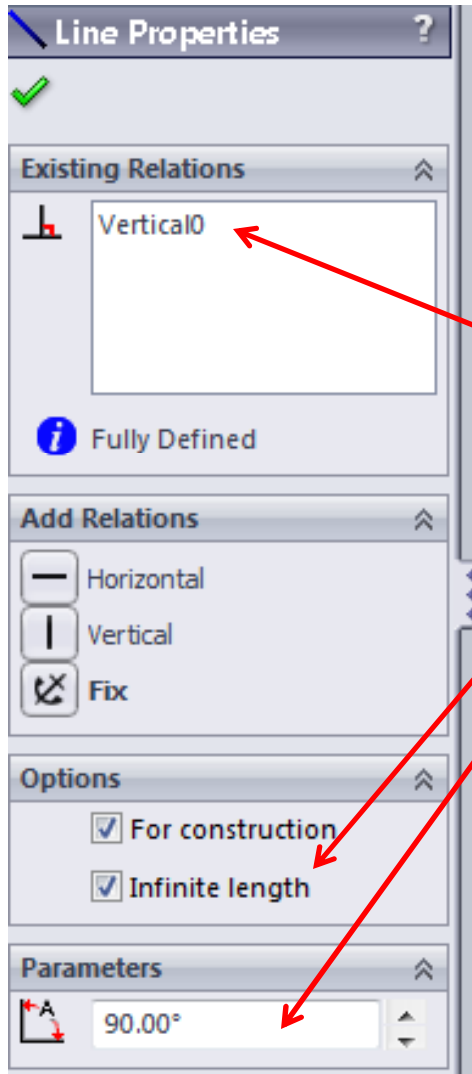 Line Properties ?
Existing Relations
Vertical0
i Fully Defined
Add Relations
Horizontal
Vertical
Fix
Options
For construction
Infinite length
Parameters
A 90.00°